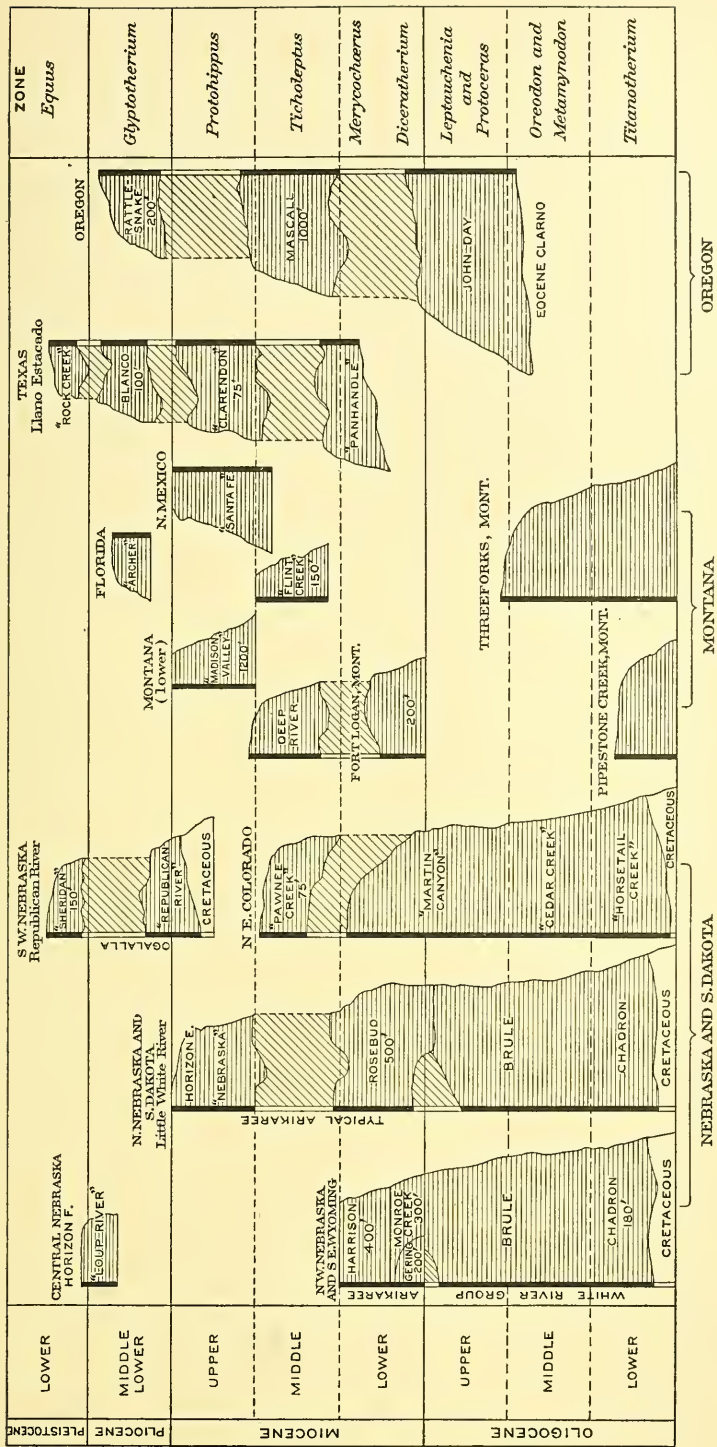 PLEISTOCENE
PLIOCENE
MIOCENE
OLIGOCENE
LOWER
MIDDLE
LOWER
UPPER
MIDDLE
LOWER
UPPER
MIDDLE
LOWER
CENTRAL NEBRASKA
HORIZON F.
"LOUP-RIVER"
N.W. NEBRASKA
AND S E.WYOMING
HARRISON
400'
MONROE
CREEK
300'
GERING
200'
BRULE
CHADRON
180'
CRETACEOUS
ARIKAREE
WHITE RIVER GROUP
N.NEBRASKA AND
S.DAKOTA
Little White River
HORIZON E.
"NEBRASKA"
ROSEBUD
500'
BRULE
CHADRON
CRETACEOUS
TYPICAL ARIKAREE
S W. NEBRASKA
Republican River
"SHERIDAN"
150'
"REPUBLICAN
RIVER"
CRETACEOUS
OGALALLA
N E. COLORADO
"PAWNEE
CREEK"
75'
"MARTIN
CANYON"
"CEDAR CREEK"
"HORSETAIL
CREEK"
CRETACEOUS
NEBRASKA AND S.DAKOTA
MONTANA
(lower)
"MADISON
VALLEY"
1200'
DEEP
RIVER
FORT LOGAN, MONT.
200'
PIPESTONE CREEK,MONT.
FLORIDA
"ARCHER"
N.MEXICO
"SANTA FE"
"FLINT
CREEK"
150'
THREEFORKS, MONT.
MONTANA
TEXAS
Llano Estacado
"ROCK CREEK"
BLANCO
100'
"CLARENDON"
75'
"PANHANDLE"
OREGON
RATTLE-
SNAKE
200'
MASCALL
1000'
JOHN-DAY
EOCENE CLARNO
OREGON
ZONE
Equus
Glyptotherium
Protohippus
Ticholeptus
Merycochœrus
Diceratherium
Leptauchenia
and
Protoceras
Oreodon and
Metamynodon
Titanotherium